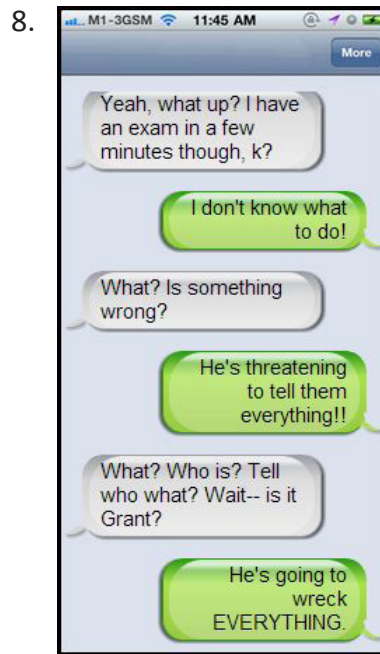 8.
M1-3GSM 11:45 AM
More
Yeah, what up? I have
an exam in a few
minutes though, k?
I don't know what
to do!
What? Is something
wrong?
He's threatening
to tell them
everything!!
What? Who is? Tell
who what? Wait-- is it
Grant?
He's going to
wreck
EVERYTHING.